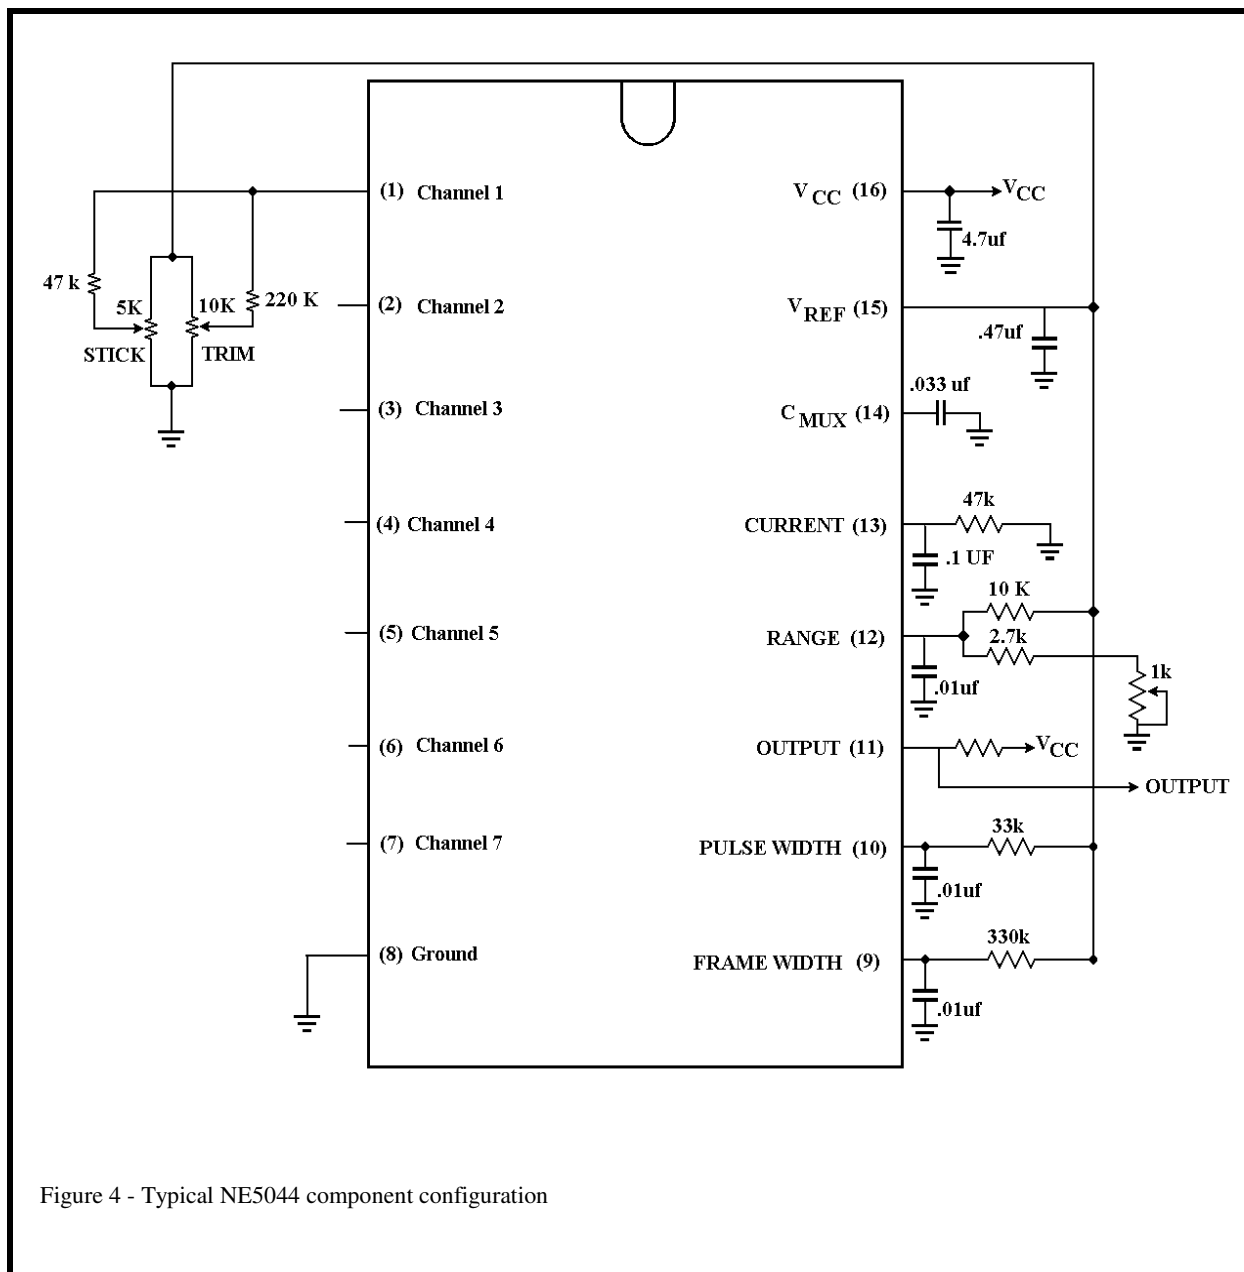 (1) Channel 1
V CC (16)
VCC
4.7uf
47 k
5K
10K
220 K
STICK
TRIM
(2) Channel 2
V REF (15)
.47uf
.033 uf
(3) Channel 3
C MUX (14)
47k
(4) Channel 4
CURRENT (13)
.1 UF
10 K
(5) Channel 5
RANGE (12)
2.7k
1k
.01uf
(6) Channel 6
OUTPUT (11)
VCC
OUTPUT
33k
(7) Channel 7
PULSE WIDTH (10)
.01uf
330k
(8) Ground
FRAME WIDTH (9)
.01uf
Figure 4 - Typical NE5044 component configuration